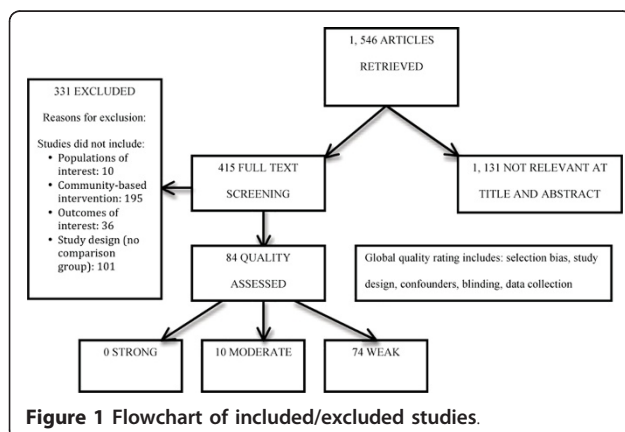 1, 546 ARTICLES
RETRIEVED
331 EXCLUDED
Reasons for exclusion:
Studies did not include:
• Populations of
interest: 10
• Community-based
intervention: 195
• Outcomes of
interest: 36
• Study design (no
comparison
group): 101
415 FULL TEXT
SCREENING
1, 131 NOT RELEVANT AT
TITLE AND ABSTRACT
84 QUALITY
ASSESSED
Global quality rating includes: selection bias, study
design, confounders, blinding, data collection
0 STRONG
10 MODERATE
74 WEAK
Figure 1 Flowchart of included/excluded studies.